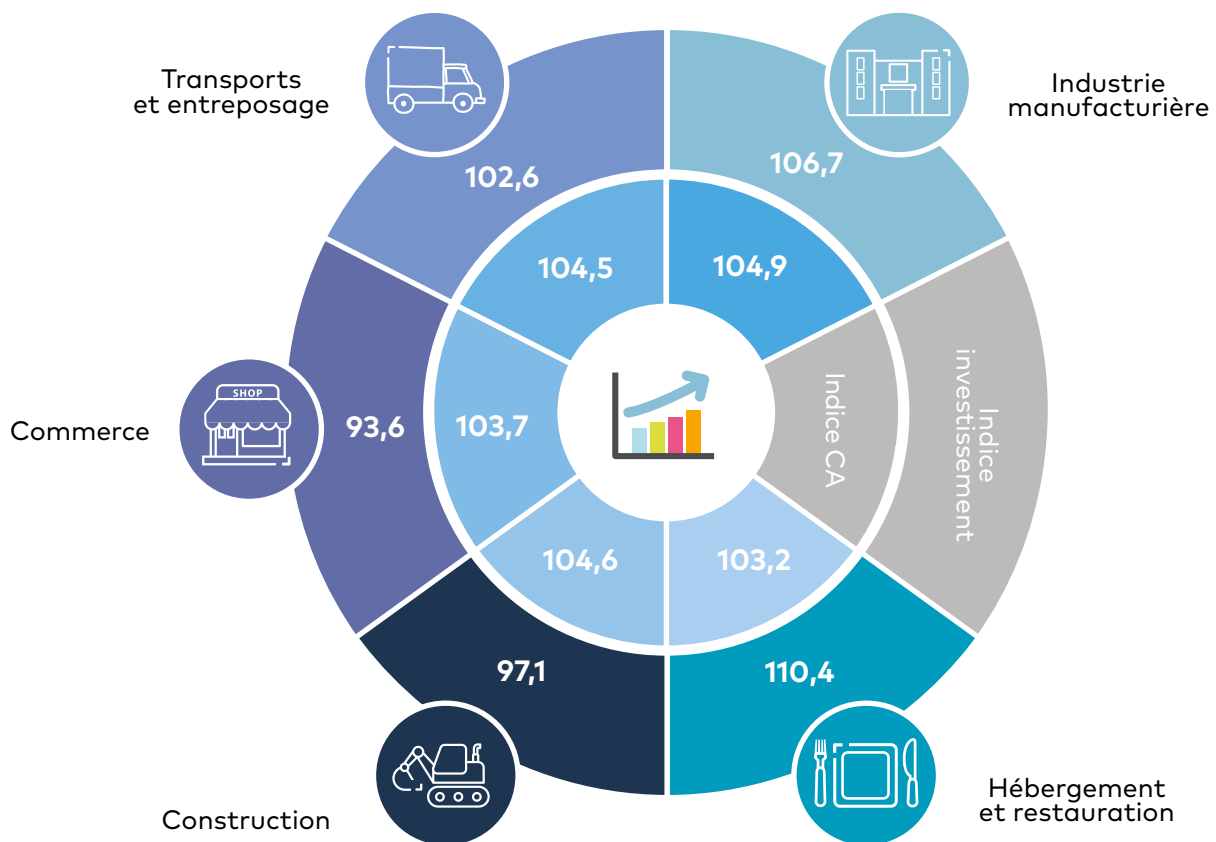 Transports
et entreposage
Industrie
manufacturière
102,6
106,7
104,5
104,9
Commerce
SHOP
93,6
103,7
Indice CA
Indice
investissement
104,6
103,2
97,1
110,4
Construction
Hébergement
et restauration